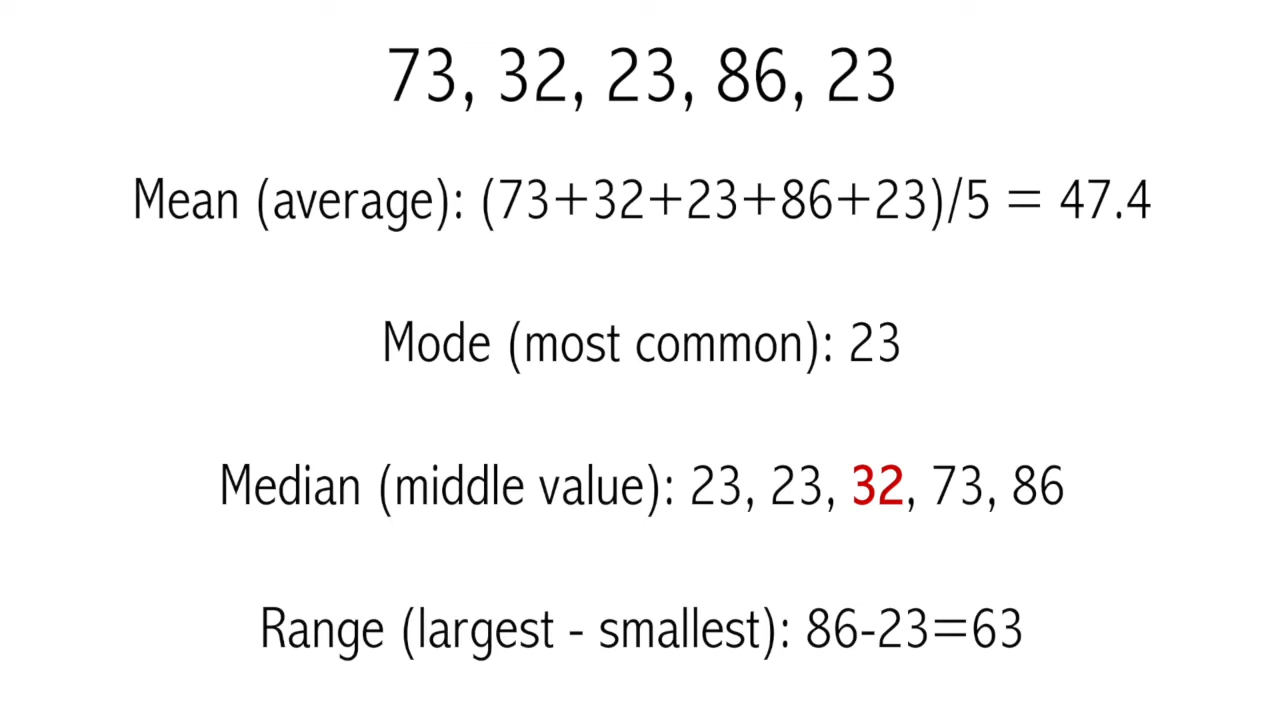 73, 32, 23, 86, 23
Mean (average): (73+32+23+86+23)/5 = 47.4
Mode (most common): 23
Median (middle value): 23, 23, 32, 73, 86
Range (largest - smallest): 86-23=63